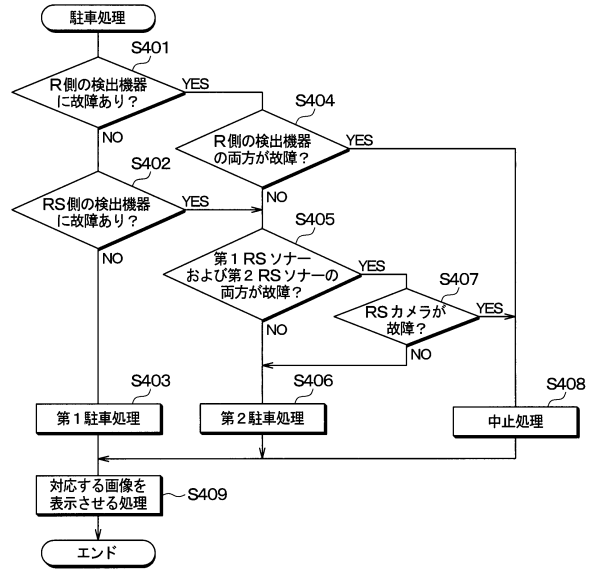 駐車処理
S401
R側の検出機器
に故障あり?
YES
NO
S404
R側の検出機器
の両方が故障?
YES
NO
S402
RS側の検出機器
に故障あり?
YES
NO
S405
第1RSソナー
および第2RSソナーの
両方が故障?
YES
NO
S407
RSカメラが
故障?
YES
NO
S403
第1駐車処理
S406
第2駐車処理
S408
中止処理
対応する画像を
表示させる処理
S409
エンド